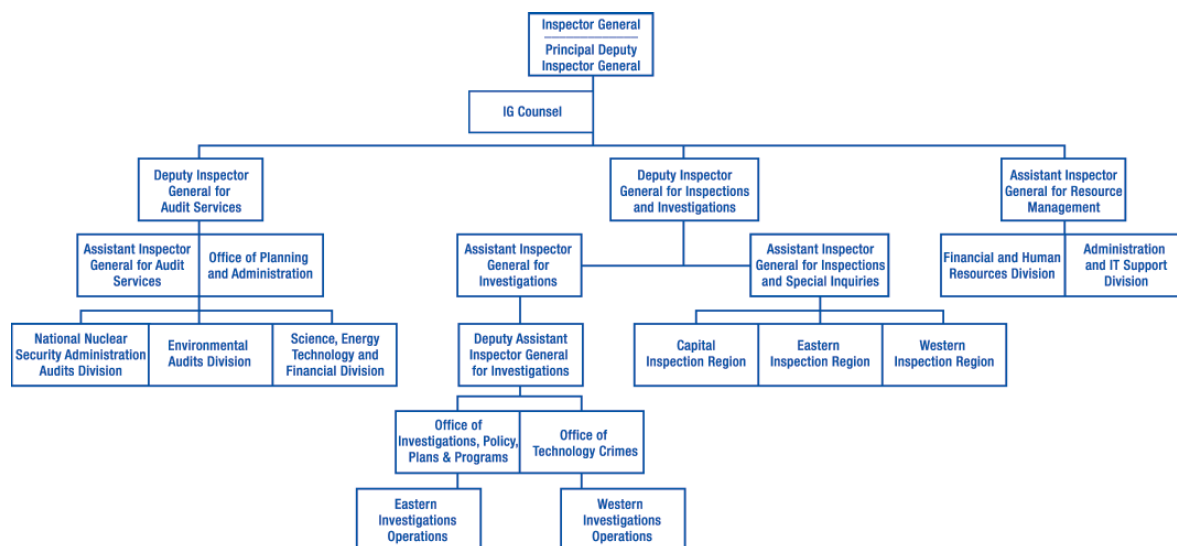 Inspector General
Principal Deputy
Inspector General
IG Counsel
Deputy Inspector
General for
Audit Services
Deputy Inspector
General for Inspections
and Investigations
Assistant Inspector
General for Resource
Management
Assistant Inspector
General for Audit
Services
Office of Planning
and Administration
Assistant Inspector
General for
Investigations
Assistant Inspector
General for Inspections
and Special Inquiries
Financial and Human
Resources Division
Administration
and IT Support
Division
National Nuclear
Security Administration
Audits Division
Environmental
Audits Division
Science, Energy
Technology and
Financial Division
Deputy Assistant
Inspector General
for Investigations
Capital
Inspection Region
Eastern
Inspection Region
Western
Inspection Region
Office of
Investigations, Policy,
Plans & Programs
Office of
Technology Crimes
Eastern
Investigations
Operations
Western
Investigations
Operations